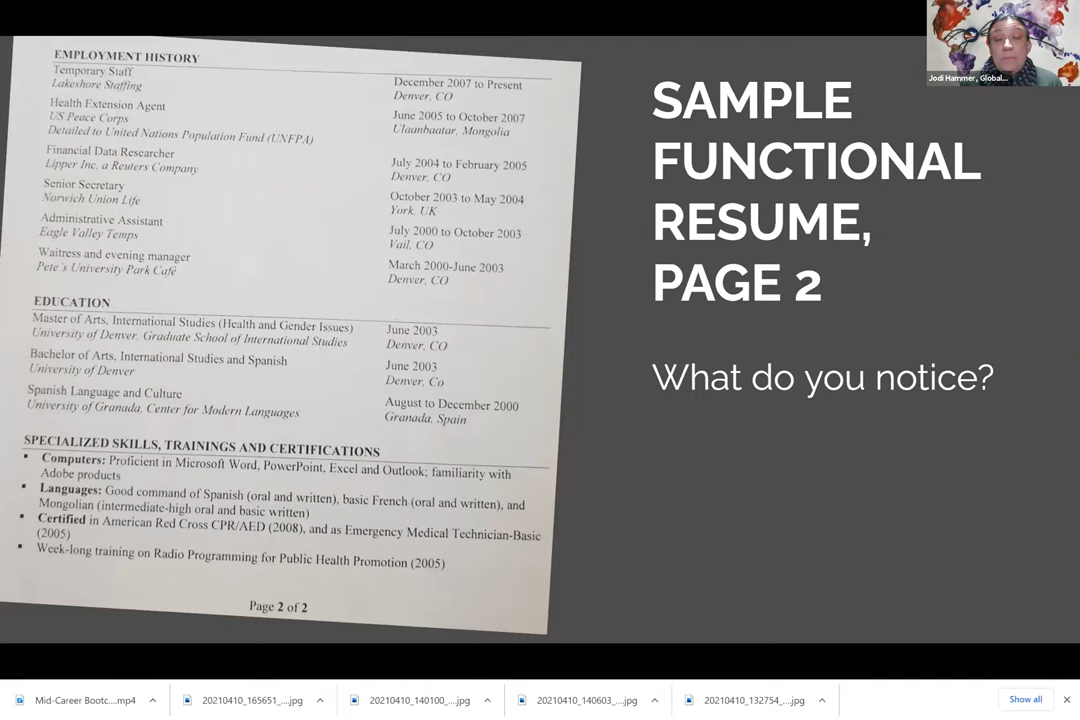 Jodi Hammer, Global...
EMPLOYMENT HISTORY
Temporary Staff
Lakeshore Staffing
December 2007 to Present
Denver, CO
Health Extension Agent
US Peace Corps
Detailed to United Nations Population Fund (UNFPA)
June 2005 to October 2007
Ulaanbaatar, Mongolia
Financial Data Researcher
Lipper Inc. a Reuters Company
July 2004 to February 2005
Denver, CO
Senior Secretary
Norwich Union Life
October 2003 to May 2004
York, UK
Administrative Assistant
Eagle Valley Temps
July 2000 to October 2003
Vail, CO
Waitress and evening manager
Pete's University Park Café
March 2000-June 2003
Denver, CO
EDUCATION
Master of Arts, International Studies (Health and Gender Issues)
University of Denver, Graduate School of International Studies
June 2003
Denver, CO
Bachelor of Arts, International Studies and Spanish
University of Denver
June 2003
Denver, Co
Spanish Language and Culture
University of Granada, Center for Modern Languages
August to December 2000
Granada, Spain
SPECIALIZED SKILLS, TRAININGS AND CERTIFICATIONS
▪ Computers: Proficient in Microsoft Word, PowerPoint, Excel and Outlook; familiarity with
Adobe products
▪ Languages: Good command of Spanish (oral and written), basic French (oral and written), and
Mongolian (intermediate-high oral and basic written)
▪ Certified in American Red Cross CPR/AED (2008), and as Emergency Medical Technician-Basic
(2005)
▪ Week-long training on Radio Programming for Public Health Promotion (2005)
Page 2 of 2
SAMPLE
FUNCTIONAL
RESUME,
PAGE 2
What do you notice?
Mid-Career Bootc....mp4
20210410_165651_....jpg
20210410_140100_....jpg
20210410_140603_....jpg
20210410_132754_....jpg
Show all